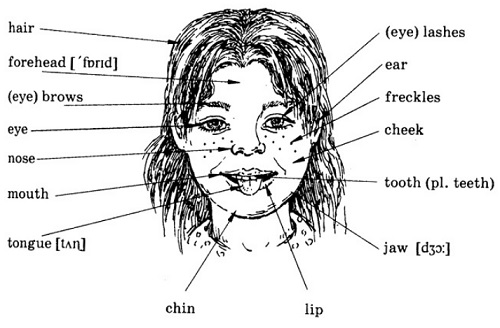 hair
forehead [ ˈfɒrɪd]
(eye) brows
eye
nose
mouth
tongue [tʌη]
chin
lip
(eye) lashes
ear
freckles
cheek
tooth (pl. teeth)
jaw [dʒɔː]